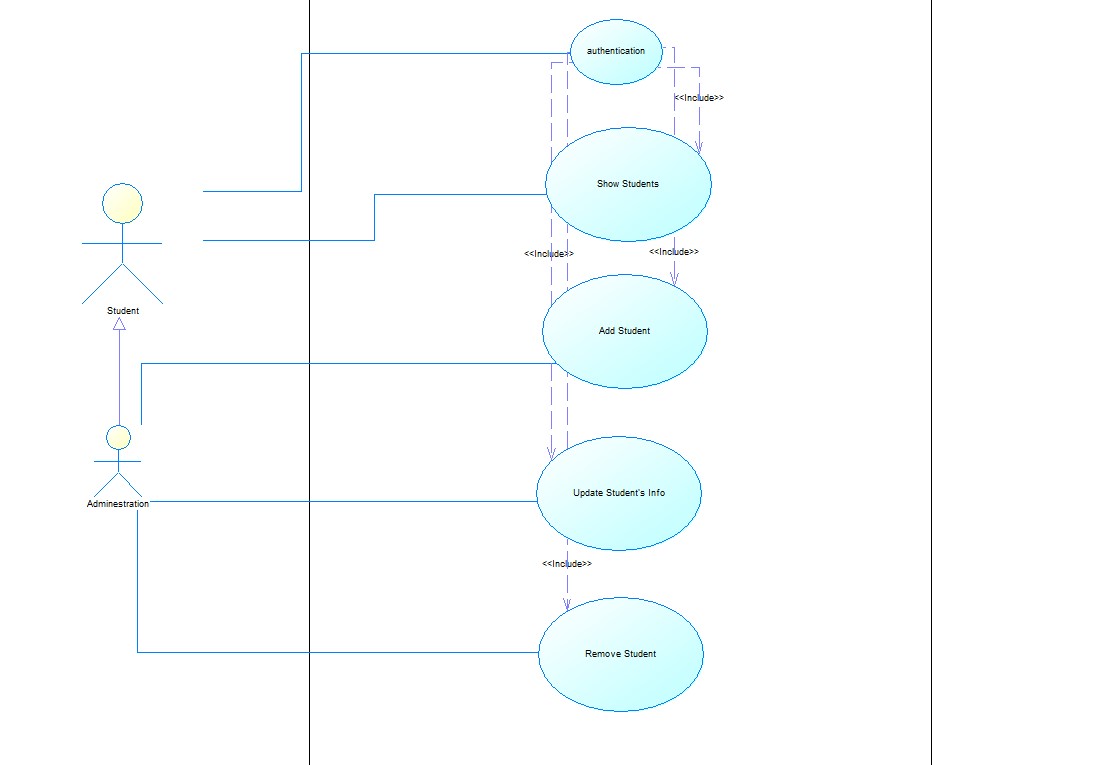 authentication
<<Include>>
Show Students
<<Include>>
<<Include>>
Add Student
Student
Update Student's Info
Adminestration
<<Include>>
Remove Student